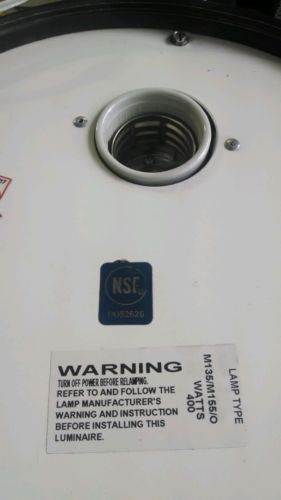 NSF
WARNING
TURN OFF POWER BEFORE RELAMPING.
REFER TO AND FOLLOW THE
LAMP MANUFACTURER'S
WARNING AND INSTRUCTION
BEFORE INSTALLING THIS
LUMINAIRE.
LAMP TYPE
M135/M155/O
WATTS
400